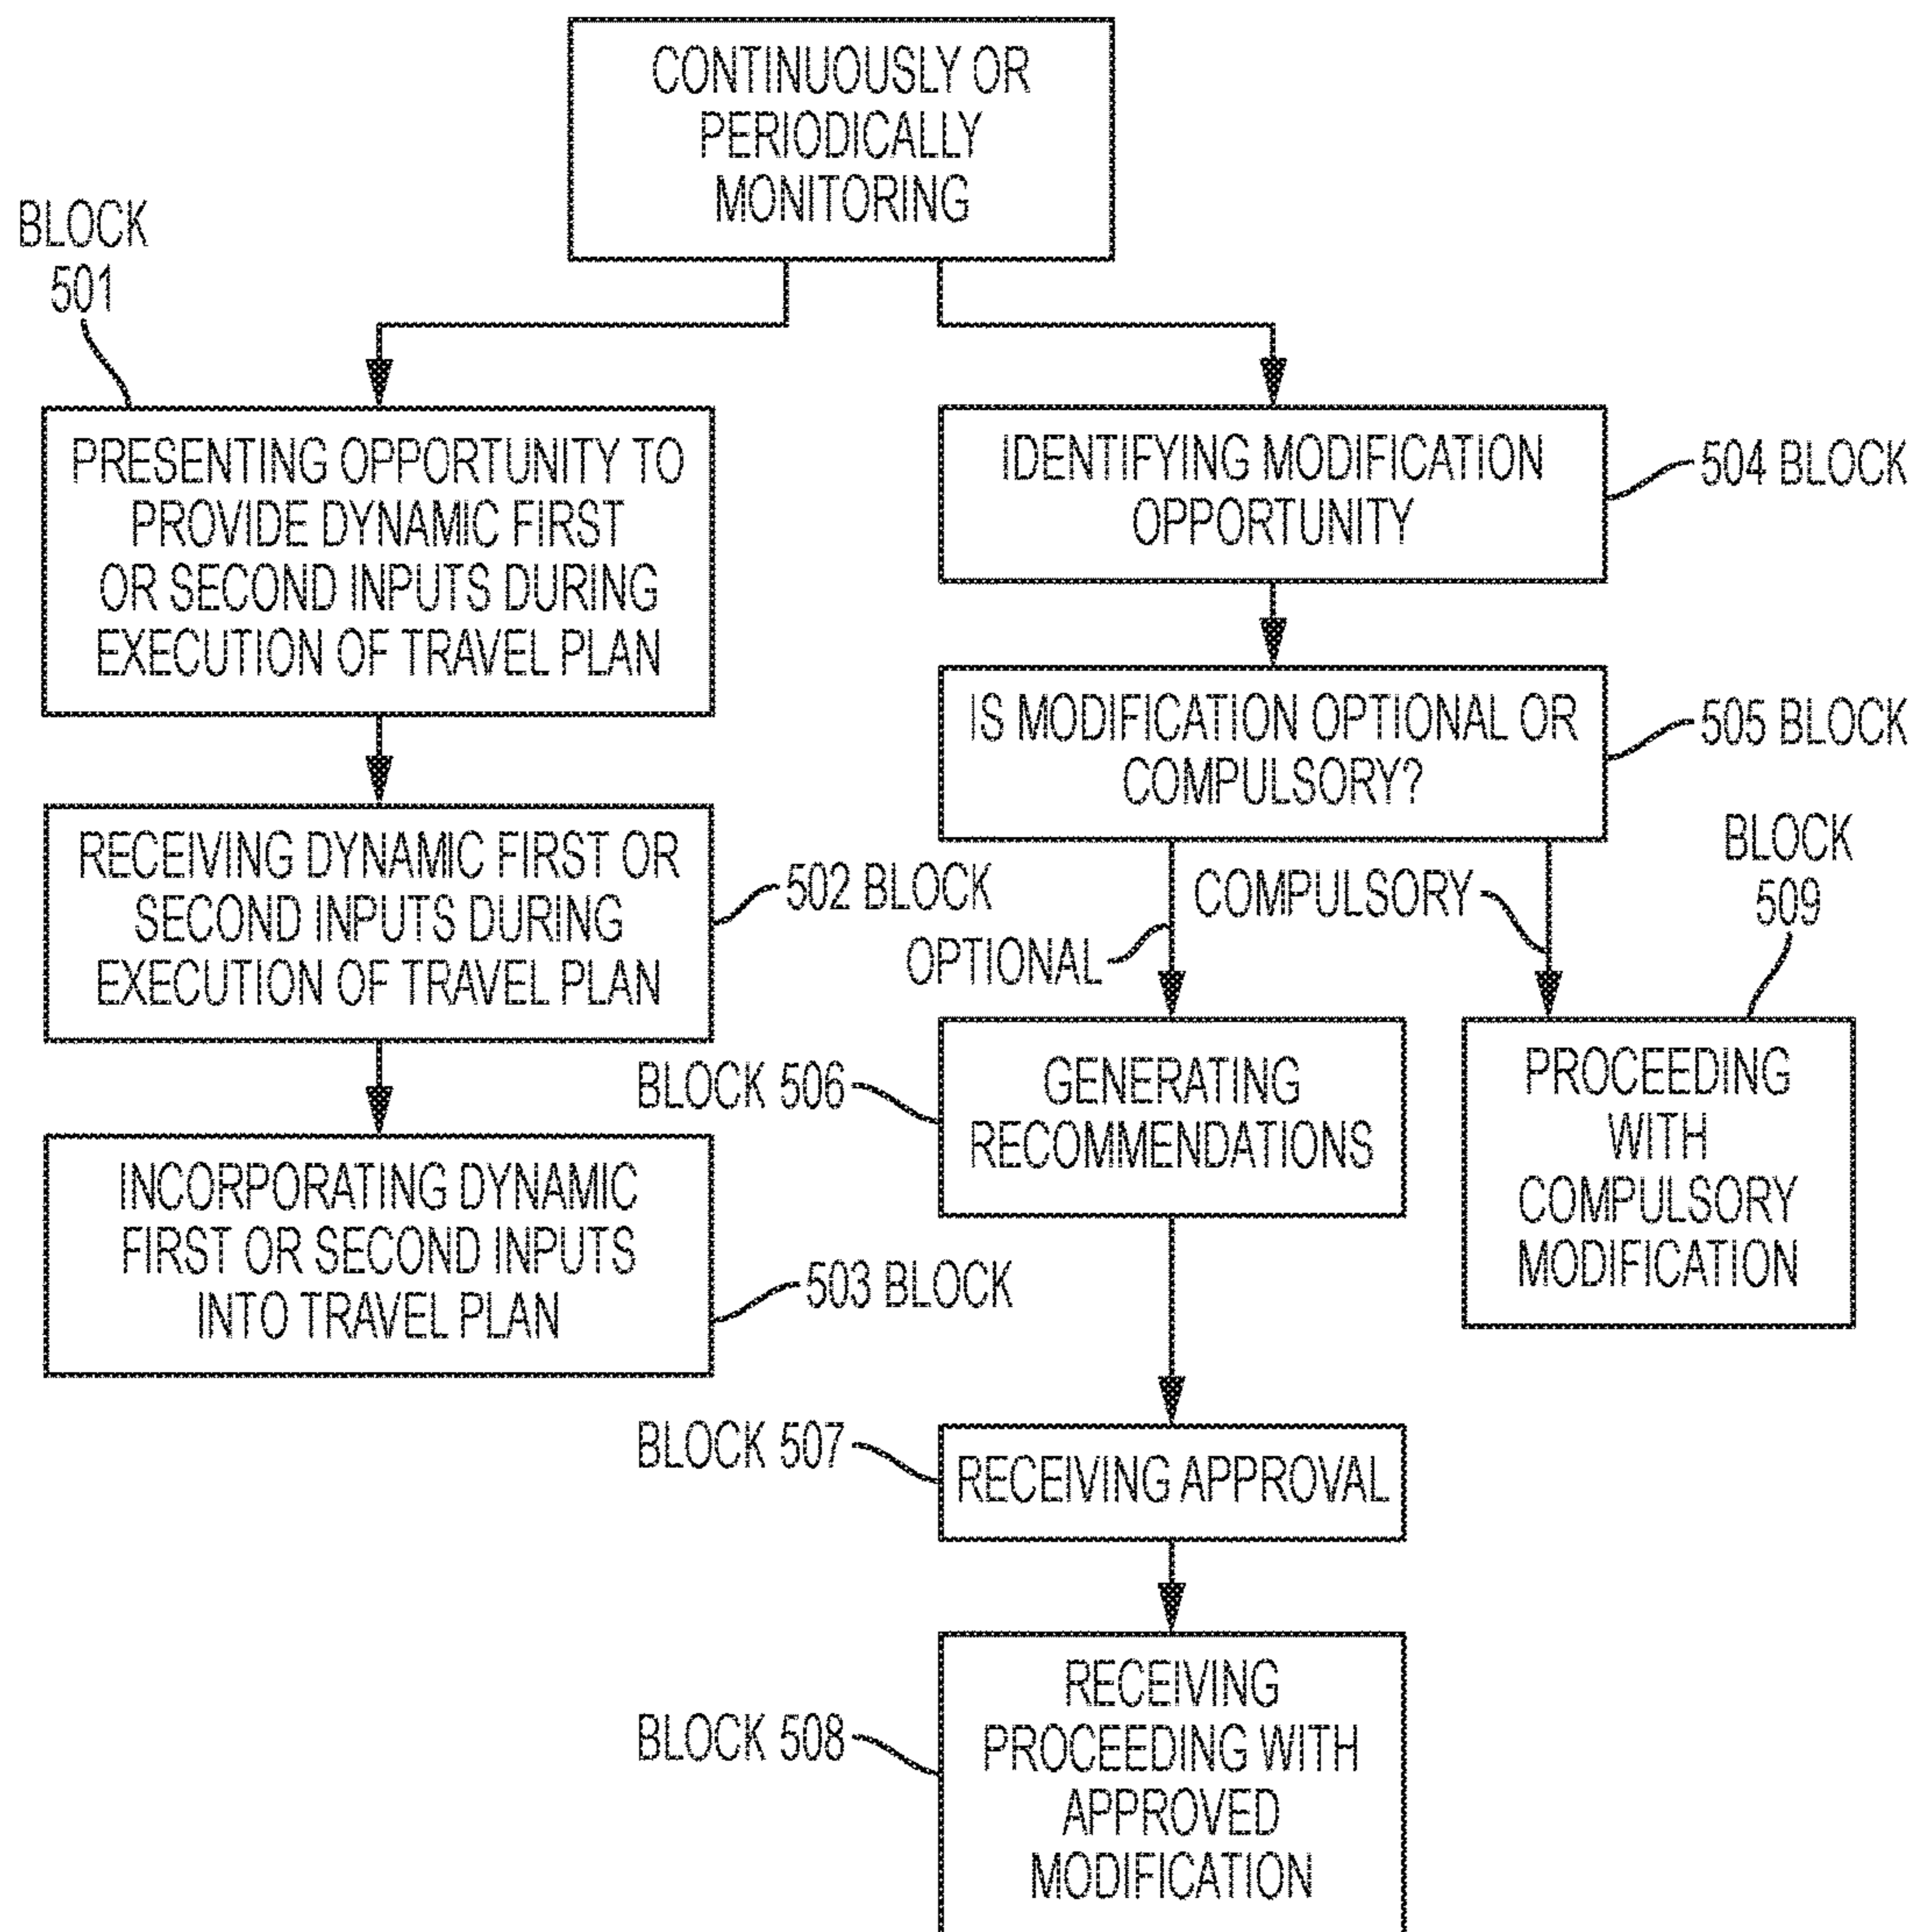 CONTINUOUSLY OR
PERIODICALLY
MONITORING
BLOCK
501
PRESENTING OPPORTUNITY TO
PROVIDE DYNAMIC FIRST
OR SECOND INPUTS DURING
EXECUTION OF TRAVEL PLAN
RECEIVING DYNAMIC FIRST OR
SECOND INPUTS DURING
EXECUTION OF TRAVEL PLAN
502 BLOCK
INCORPORATING DYNAMIC
FIRST OR SECOND INPUTS
INTO TRAVEL PLAN
503 BLOCK
IDENTIFYING MODIFICATION
OPPORTUNITY
504 BLOCK
IS MODIFICATION OPTIONAL OR
COMPULSORY?
505 BLOCK
OPTIONAL
COMPULSORY
BLOCK
509
BLOCK 506
GENERATING
RECOMMENDATIONS
PROCEEDING
WITH
COMPULSORY
MODIFICATION
BLOCK 507
RECEIVING APPROVAL
BLOCK 508
RECEIVING
PROCEEDING WITH
APPROVED
MODIFICATION